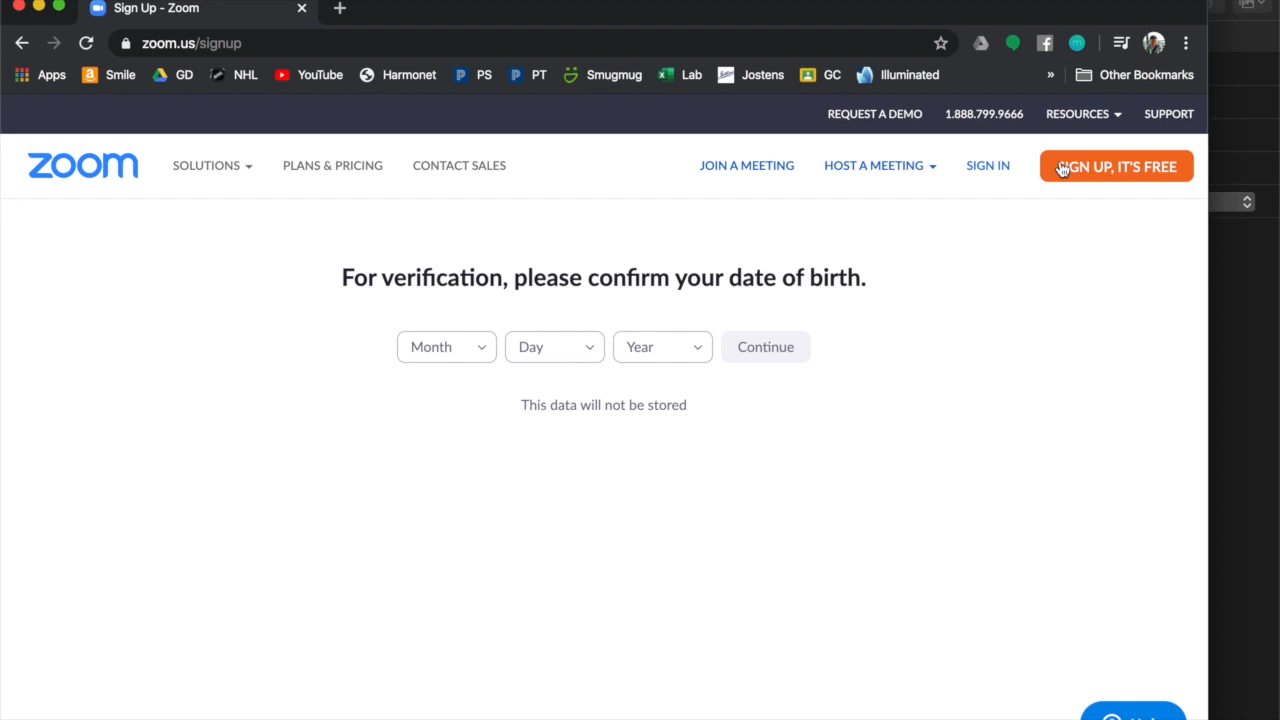 Sign Up - Zoom
zoom.us/signup
Apps Smile GD NHL YouTube Harmonet PS PT Smugmug Lab Jostens GC Illuminated » Other Bookmarks
REQUEST A DEMO 1.888.799.9666 RESOURCES SUPPORT
zoom SOLUTIONS PLANS & PRICING CONTACT SALES JOIN A MEETING HOST A MEETING SIGN IN SIGN UP, IT'S FREE
For verification, please confirm your date of birth.
Month Day Year Continue
This data will not be stored